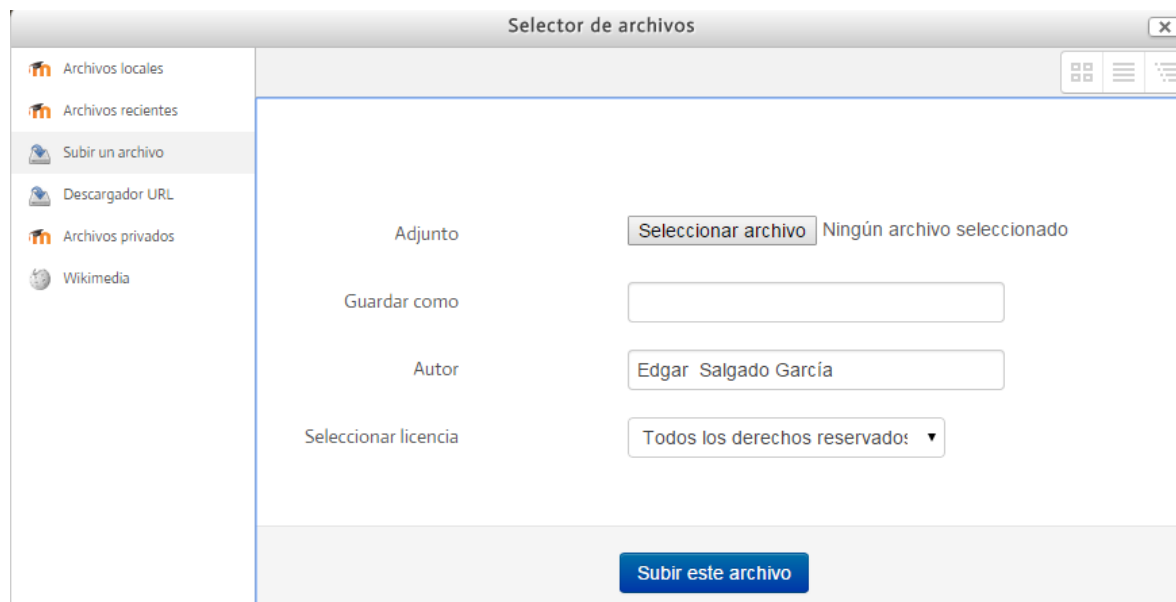 Selector de archivos
Archivos locales
Archivos recientes
Subir un archivo
Descargador URL
Archivos privados
Wikimedia
Adjunto
Seleccionar archivo Ningún archivo seleccionado
Guardar como
Autor
Edgar Salgado García
Seleccionar licencia
Todos los derechos reservados
Subir este archivo